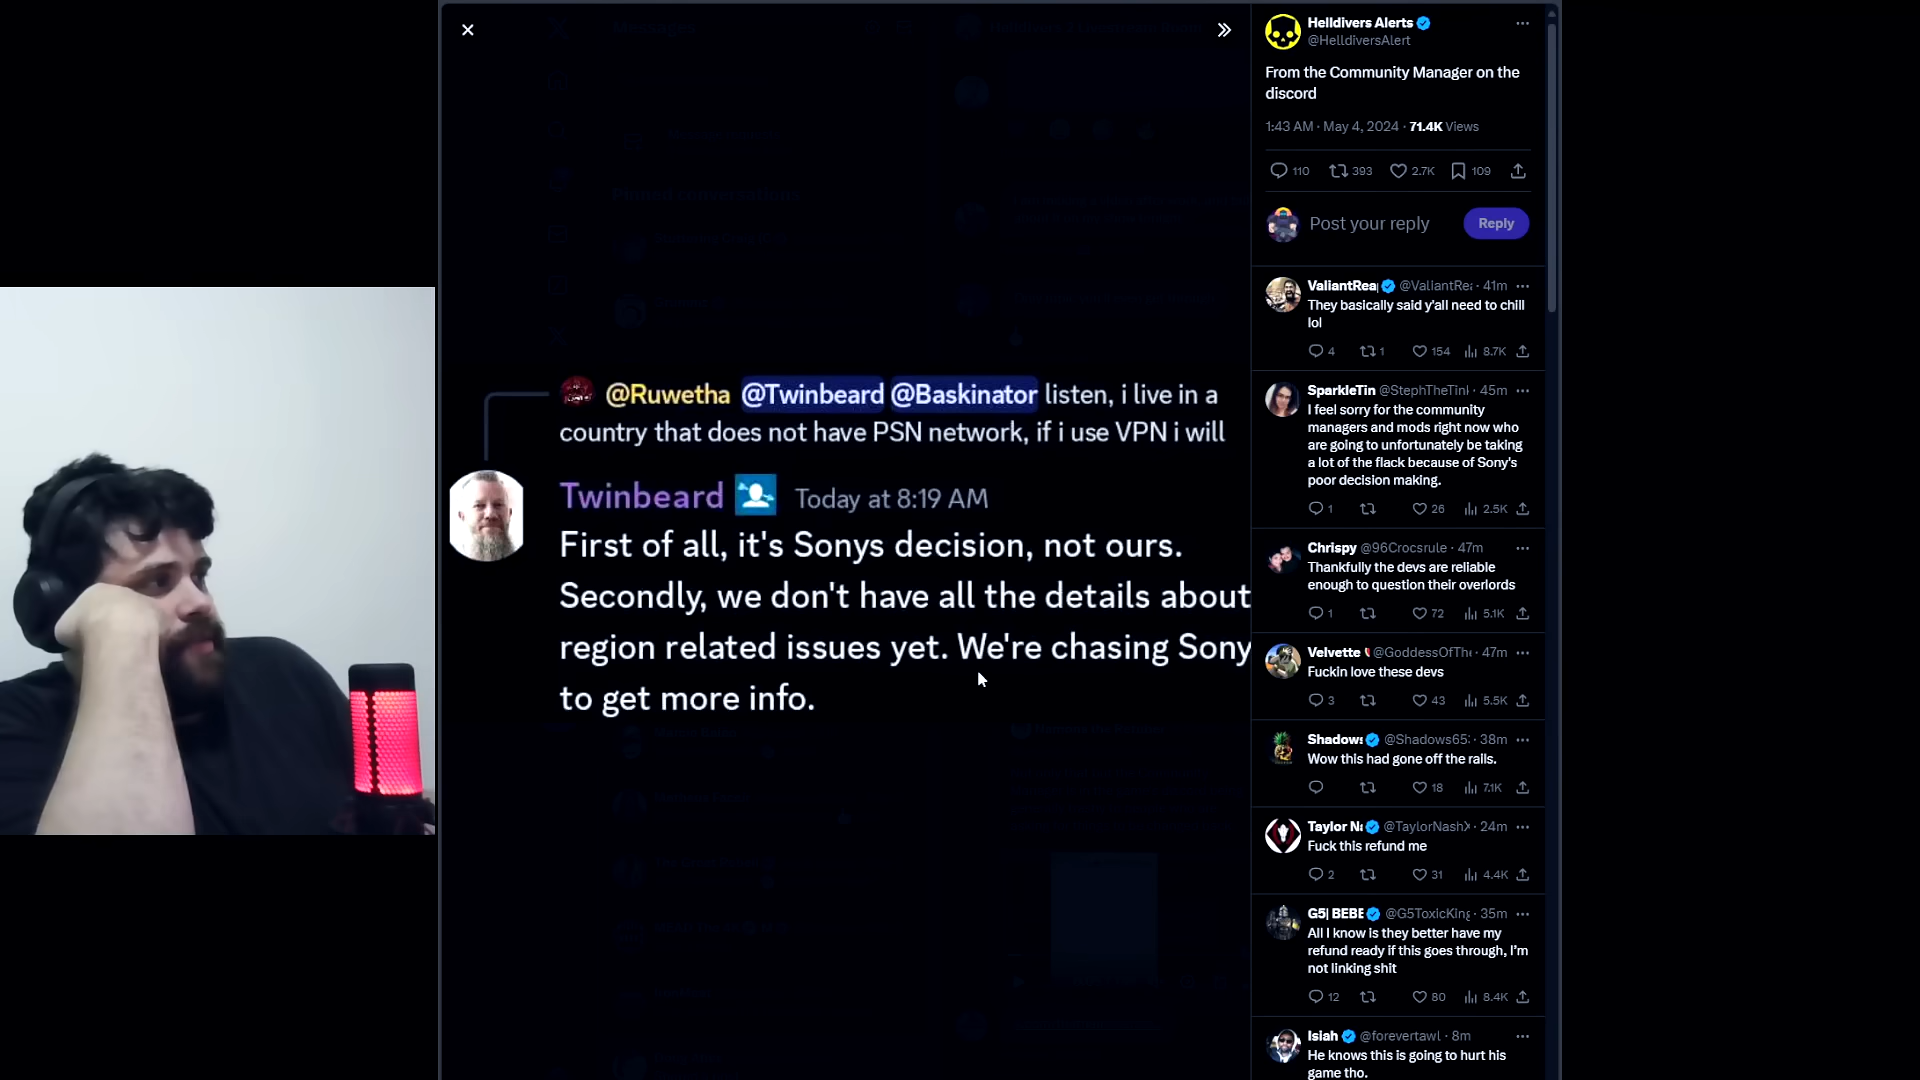 @Ruwetha @Twinbeard @Baskinator listen, i live in a
country that does not have PSN network, if i use VPN i will
Twinbeard Today at 8:19 AM
First of all, it's Sonys decision, not ours.
Secondly, we don't have all the details about
region related issues yet. We're chasing Sony
to get more info.
Helldivers Alerts
@HelldiversAlert
From the Community Manager on the
discord
1:43 AM · May 4, 2024 · 71.4K Views
110 393 2.7K 109
Post your reply Reply
ValiantRea @ValiantRe · 41m
They basically said y'all need to chill
lol
4 1 154 8.7K
SparkleTin @StephTheTin · 45m
I feel sorry for the community
managers and mods right now who
are going to unfortunately be taking
a lot of the flack because of Sony's
poor decision making.
1 26 2.5K
Chrispy @96Crocsrule · 47m
Thankfully the devs are reliable
enough to question their overlords
1 72 5.1K
Velvette @GoddessOfTh · 47m
Fuckin love these devs
3 43 5.5K
Shadows @Shadows65 · 38m
Wow this had gone off the rails.
18 7.1K
Taylor N @TaylorNashX · 24m
Fuck this refund me
2 31 4.4K
G5| BEBE @G5ToxicKing · 35m
All I know is they better have my
refund ready if this goes through, I'm
not linking shit
12 80 8.4K
Isiah @forevertawl · 8m
He knows this is going to hurt his
game tho.